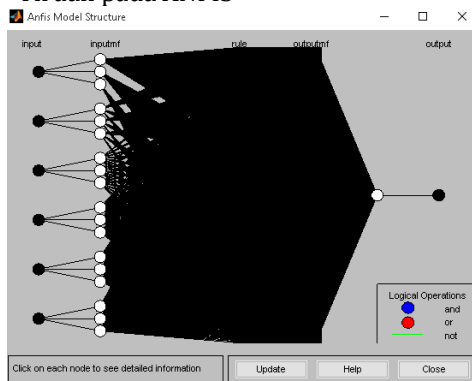 Anfis Model Structure
input inputmf rule outputmf output
Logical Operations
and
or
not
Click on each node to see detailed information
Update Help Close